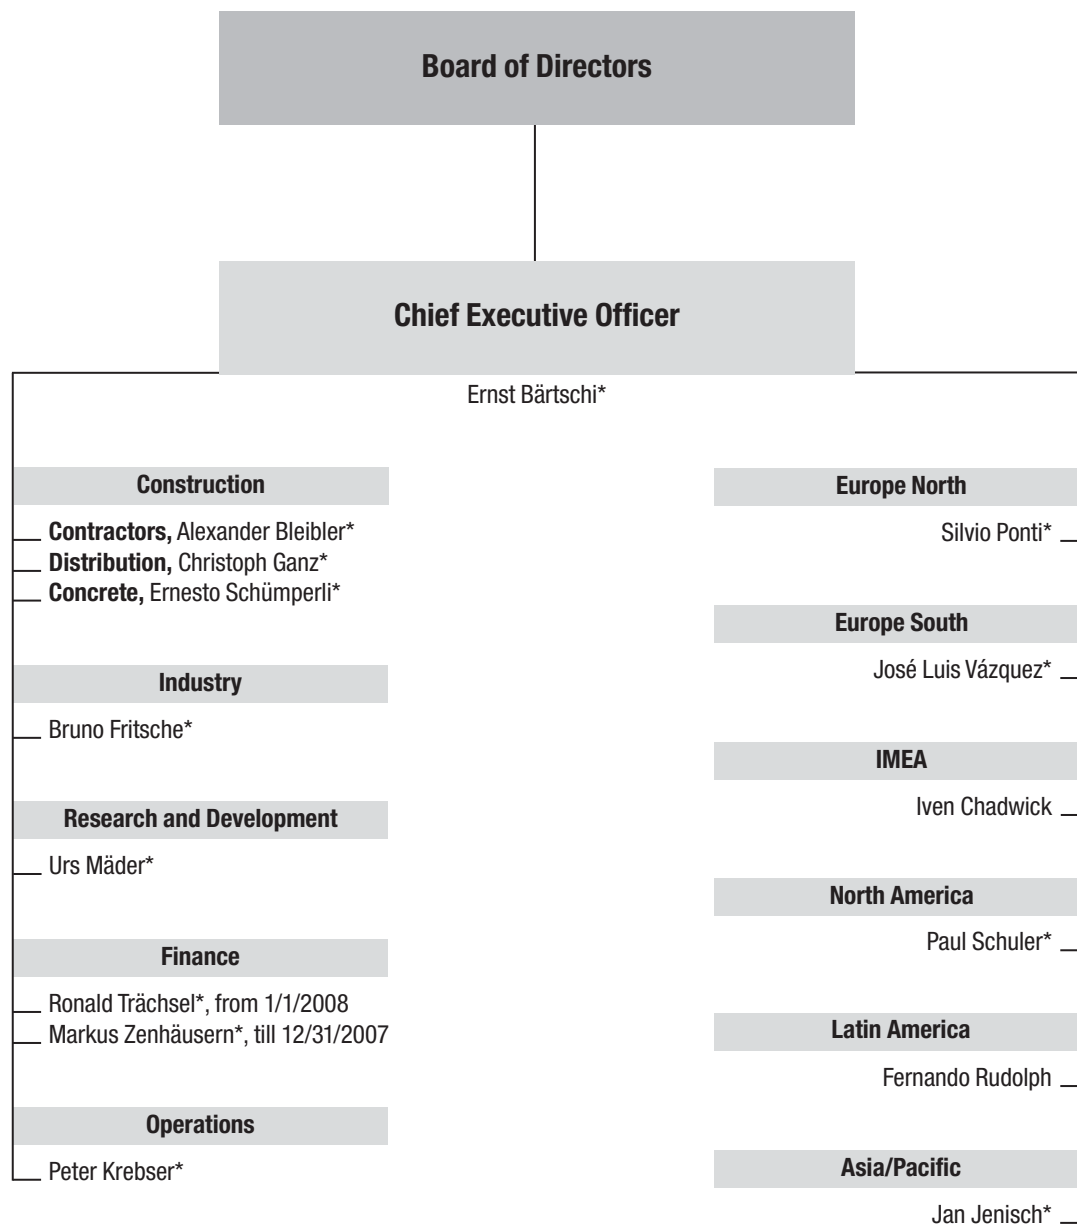 Board of Directors
Chief Executive Officer
Ernst Bärtschi*
Construction
Contractors, Alexander Bleibler*
Distribution, Christoph Ganz*
Concrete, Ernesto Schümperli*
Industry
Bruno Fritsche*
Research and Development
Urs Mäder*
Finance
Ronald Trächsel*, from 1/1/2008
Markus Zenhäusern*, till 12/31/2007
Operations
Peter Krebser*
Europe North
Silvio Ponti*
Europe South
José Luis Vázquez*
IMEA
Iven Chadwick
North America
Paul Schuler*
Latin America
Fernando Rudolph
Asia/Pacific
Jan Jenisch*